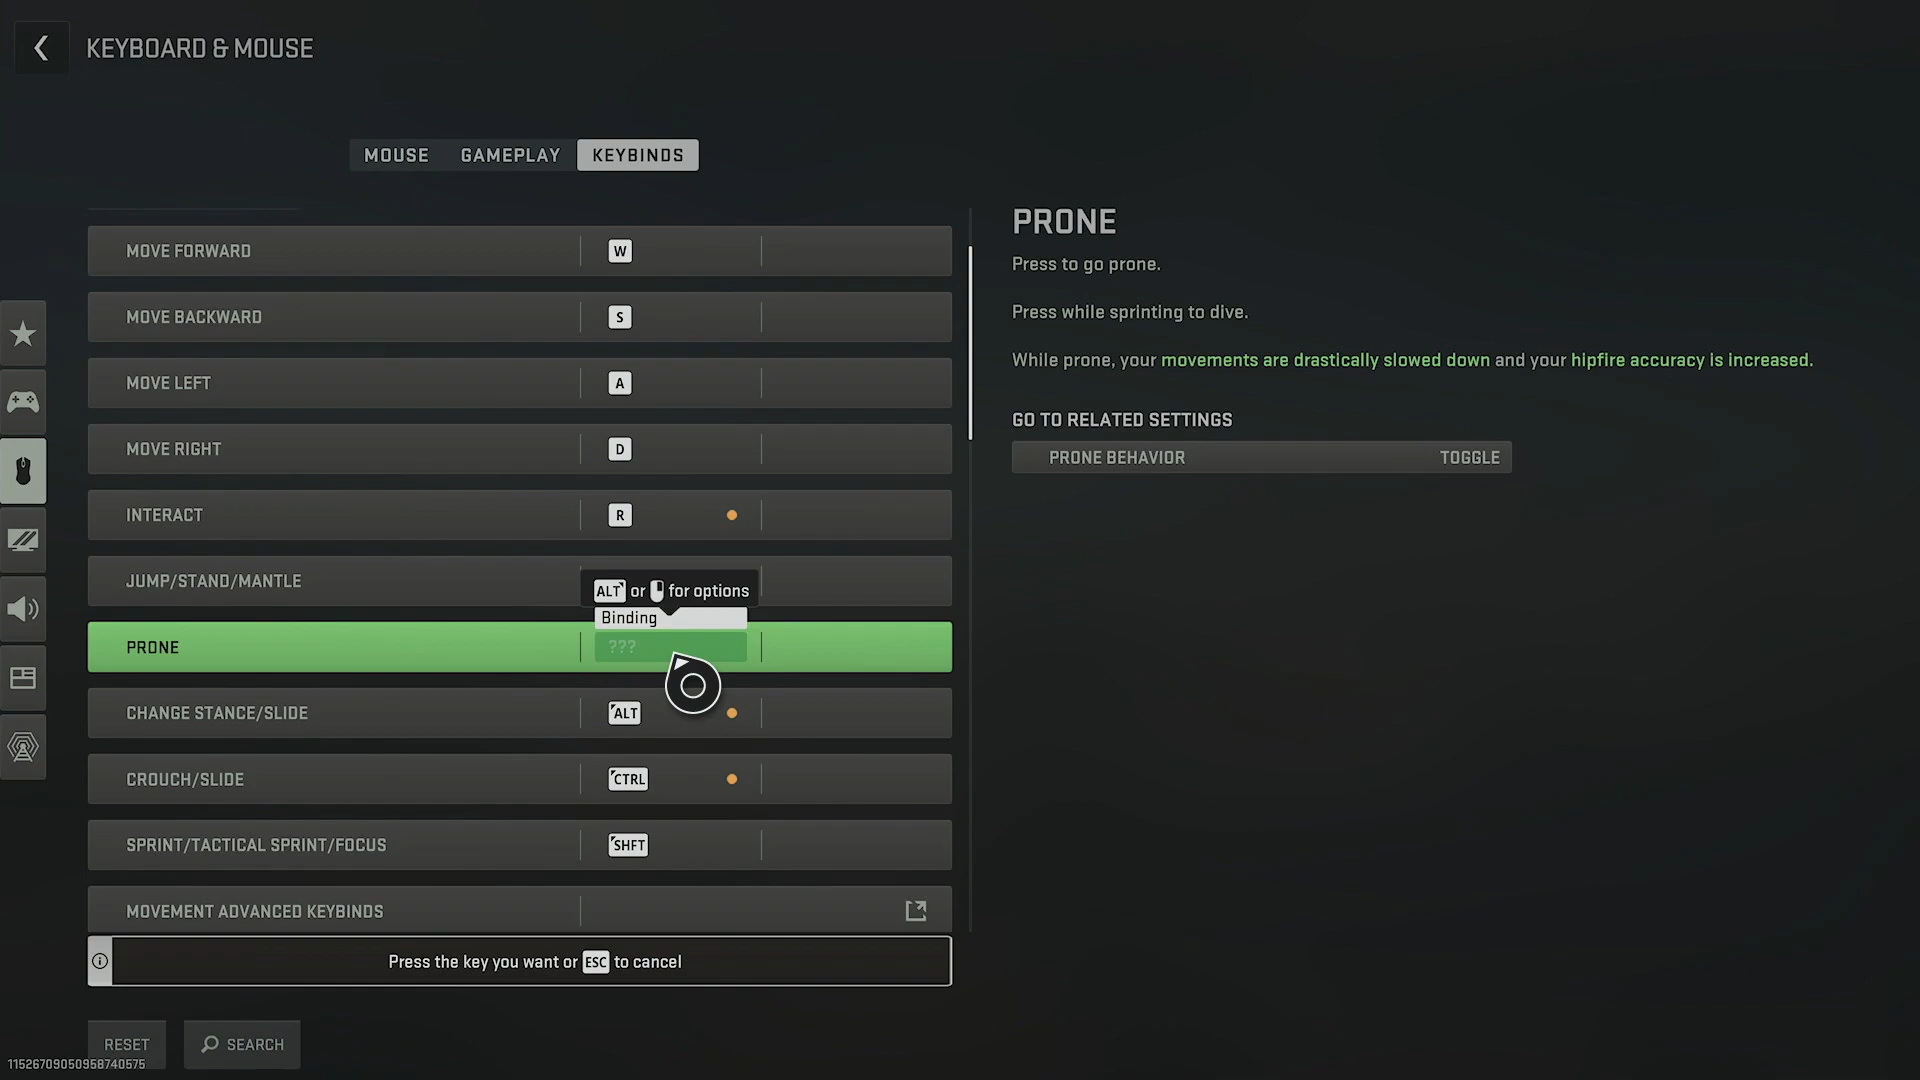 KEYBOARD & MOUSE
MOUSE GAMEPLAY KEYBINDS
MOVE FORWARD W
MOVE BACKWARD S
MOVE LEFT A
MOVE RIGHT D
INTERACT R
JUMP/STAND/MANTLE
ALT or for options
Binding
PRONE ???
CHANGE STANCE/SLIDE ALT
CROUCH/SLIDE CTRL
SPRINT/TACTICAL SPRINT/FOCUS SHFT
MOVEMENT ADVANCED KEYBINDS
Press the key you want or ESC to cancel
RESET SEARCH
11526709050958740575
PRONE
Press to go prone.
Press while sprinting to dive.
While prone, your movements are drastically slowed down and your hipfire accuracy is increased.
GO TO RELATED SETTINGS
PRONE BEHAVIOR TOGGLE